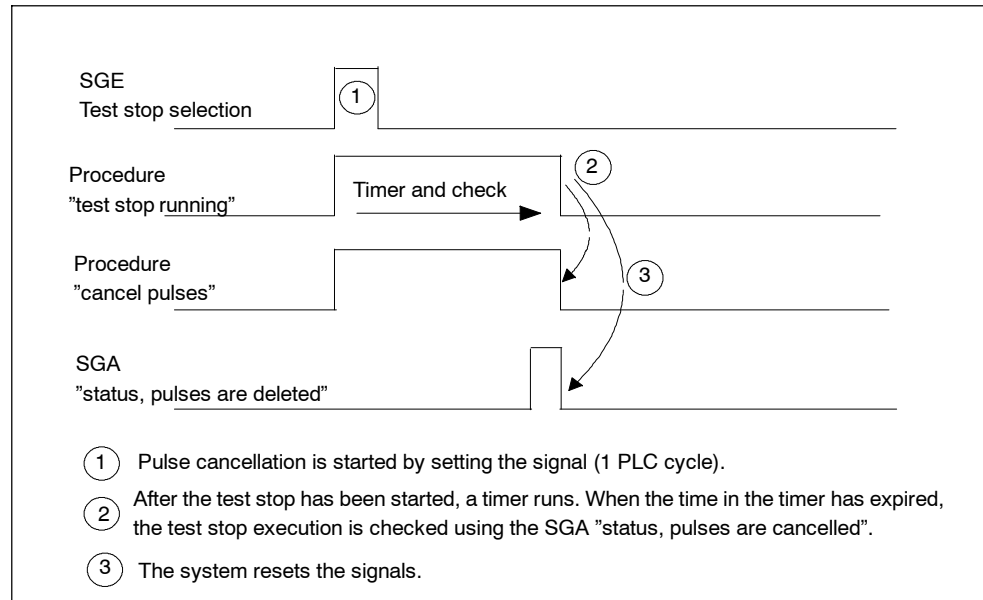 SGE
Test stop selection
1
Procedure
”test stop running”
Timer and check
2
Procedure
”cancel pulses”
3
SGA
”status, pulses are deleted”
1 Pulse cancellation is started by setting the signal (1 PLC cycle).
2 After the test stop has been started, a timer runs. When the time in the timer has expired,
the test stop execution is checked using the SGA ”status, pulses are cancelled”.
3 The system resets the signals.